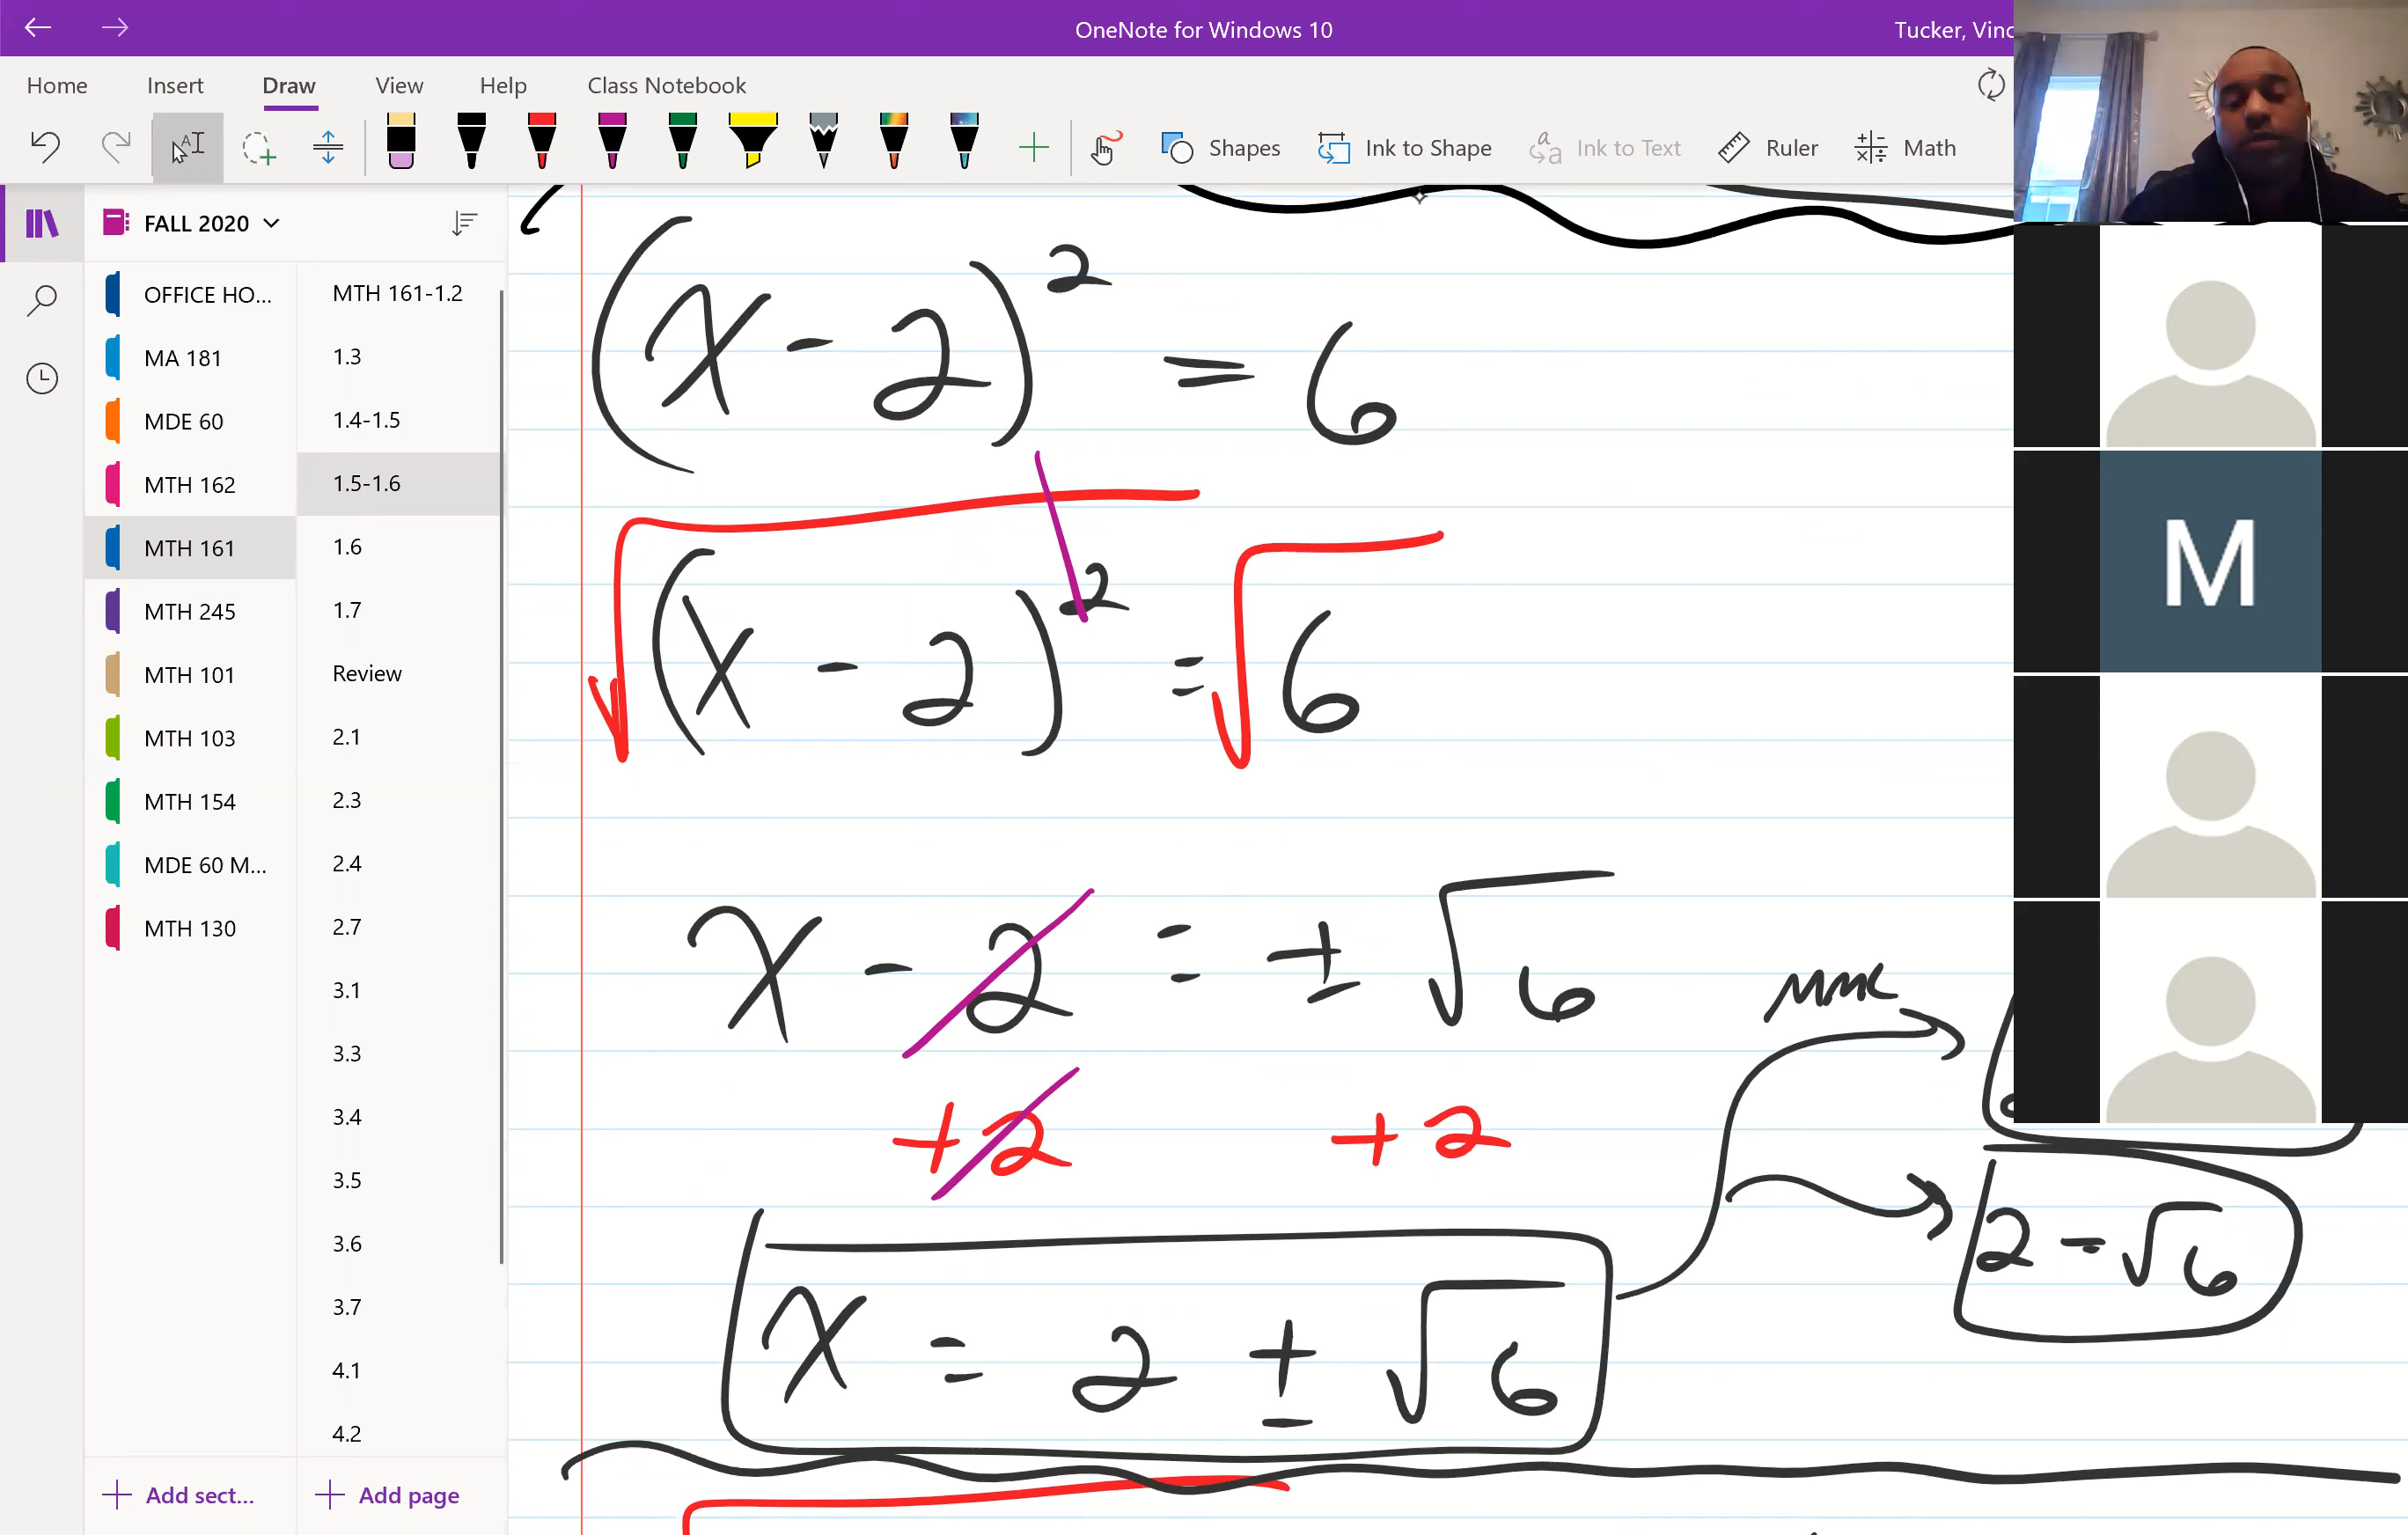 OneNote for Windows 10
Tucker, Vinc
Home Insert Draw View Help Class Notebook
Shapes Ink to Shape Ink to Text Ruler Math
FALL 2020
OFFICE HO...
MA 181
MDE 60
MTH 162
MTH 161
MTH 245
MTH 101
MTH 103
MTH 154
MDE 60 M...
MTH 130
Add sect...
MTH 161-1.2
1.3
1.4-1.5
1.5-1.6
1.6
1.7
Review
2.1
2.3
2.4
2.7
3.1
3.3
3.4
3.5
3.6
3.7
4.1
4.2
Add page
(x - 2)² = 6
√(x - 2)² = √6
x - 2 = ± √6
+2 +2
x = 2 ± √6
2 - √6
M